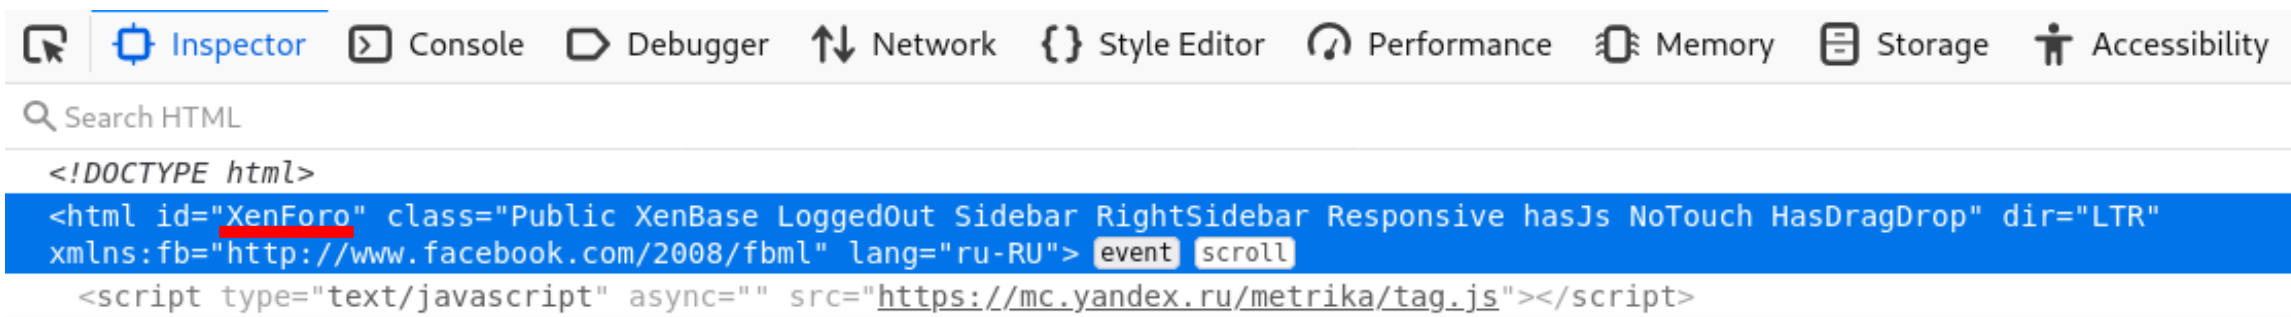 Inspector Console Debugger Network Style Editor Performance Memory Storage Accessibility
Search HTML
<!DOCTYPE html>
<html id="XenForo" class="Public XenBase LoggedOut Sidebar RightSidebar Responsive hasJs NoTouch HasDragDrop" dir="LTR"
xmlns:fb="http://www.facebook.com/2008/fbml" lang="ru-RU"> event scroll
<script type="text/javascript" async="" src="https://mc.yandex.ru/metrika/tag.js"></script>